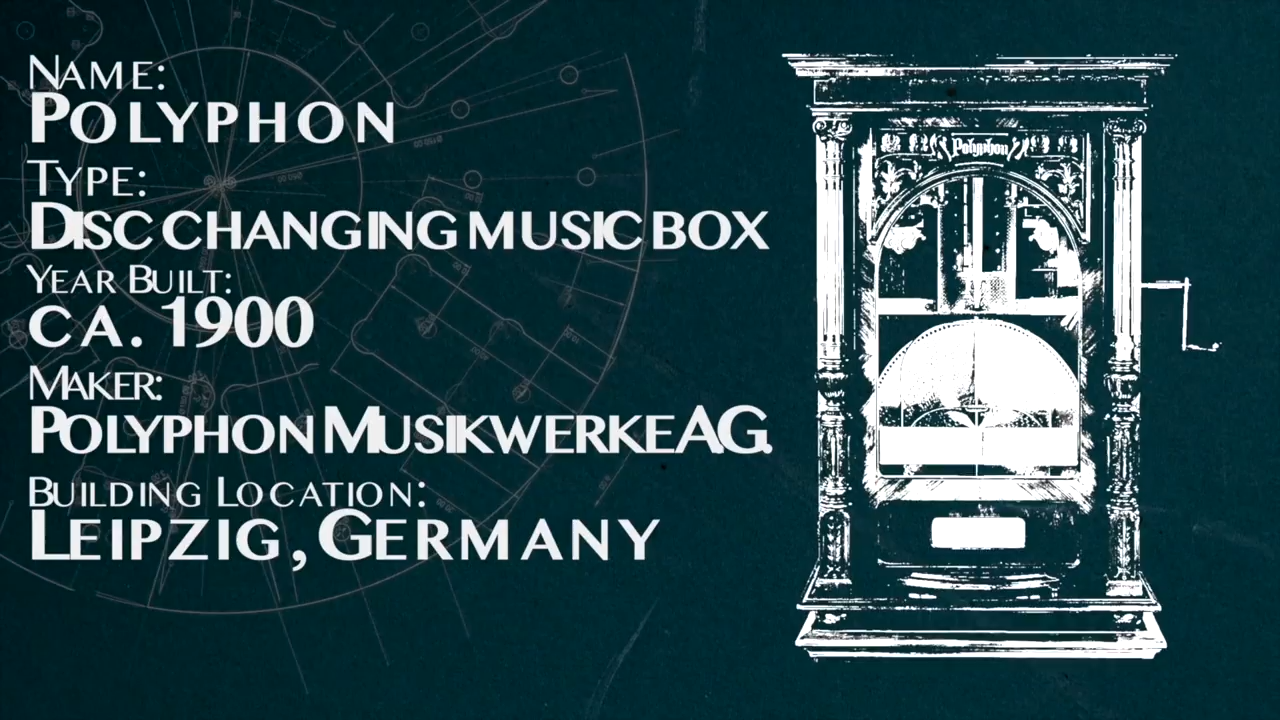 NAME:
POLYPHON
TYPE:
DISC CHANGING MUSIC BOX
YEAR BUILT:
CA. 1900
MAKER:
POLYPHON MUSIKWERKE AG.
BUILDING LOCATION:
LEIPZIG, GERMANY
Polyphon